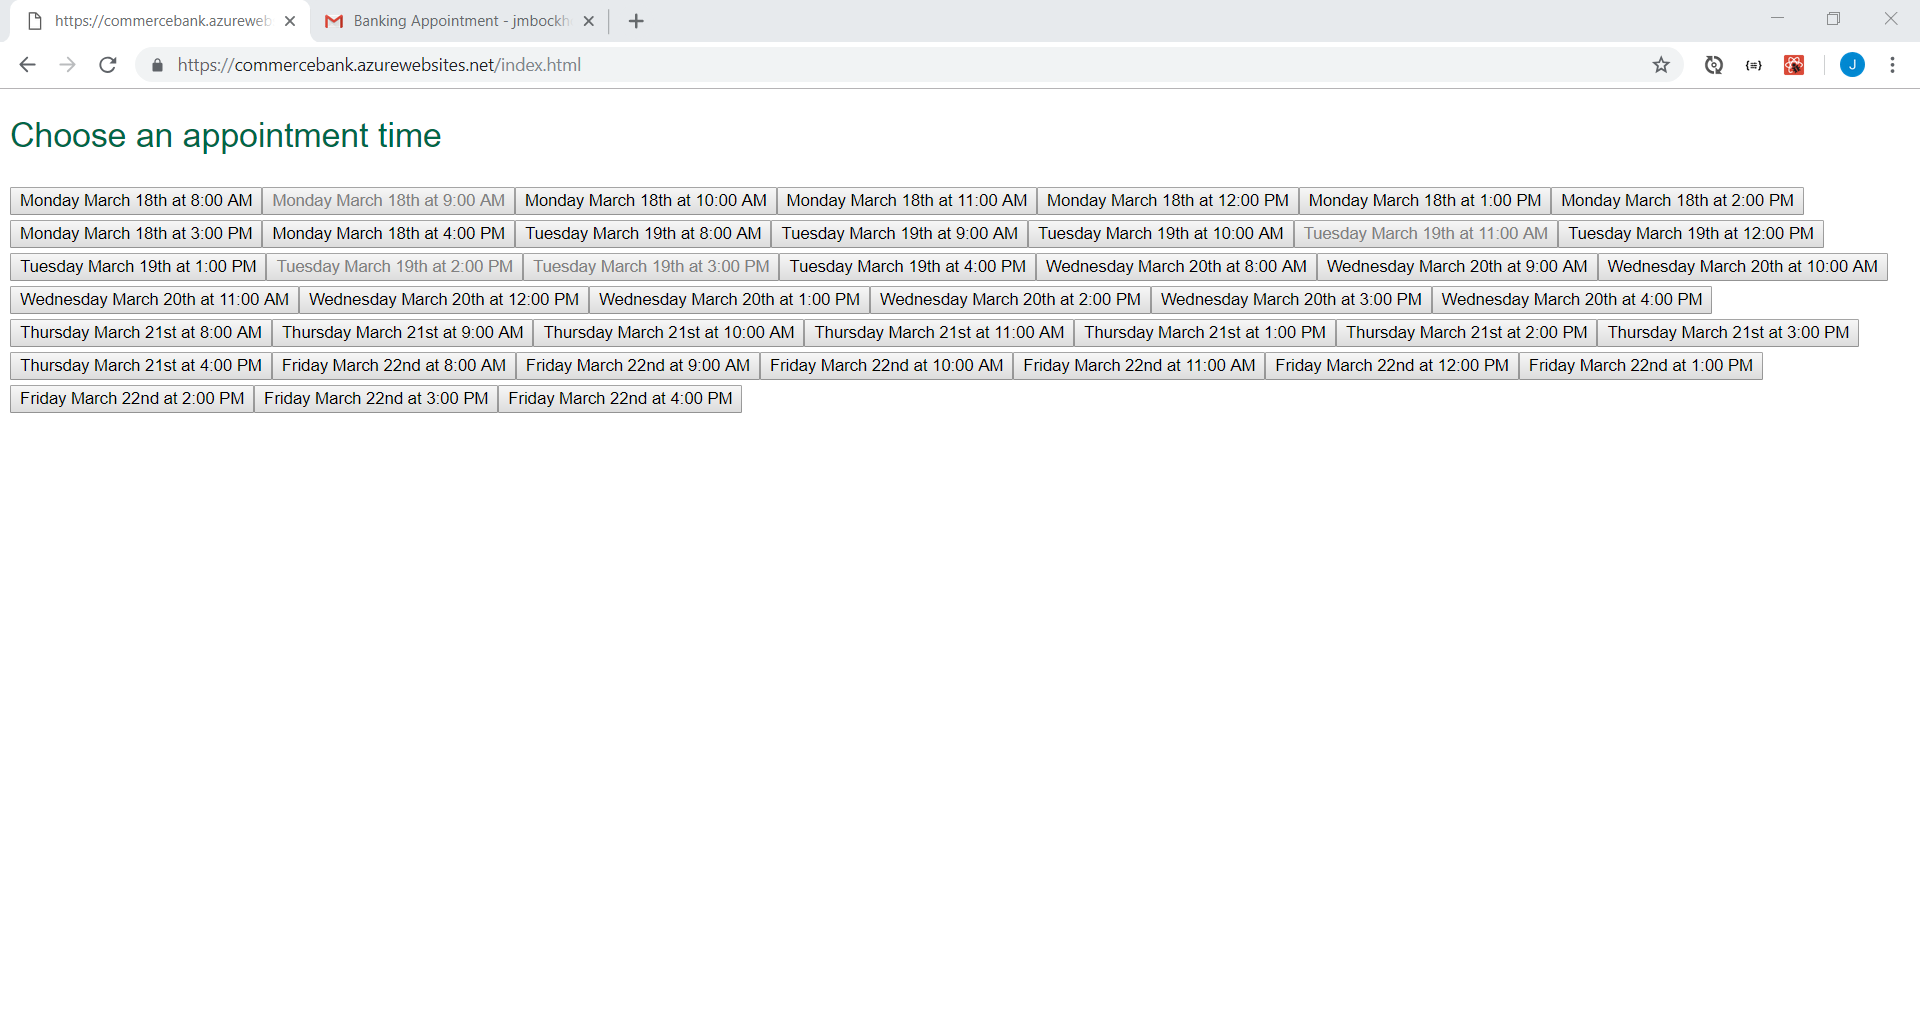 https://commercebank.azureweb
Banking Appointment - jmbockh
https://commercebank.azurewebsites.net/index.html
{≡}
J
Choose an appointment time
Monday March 18th at 8:00 AM Monday March 18th at 9:00 AM Monday March 18th at 10:00 AM Monday March 18th at 11:00 AM Monday March 18th at 12:00 PM Monday March 18th at 1:00 PM Monday March 18th at 2:00 PM
Monday March 18th at 3:00 PM Monday March 18th at 4:00 PM Tuesday March 19th at 8:00 AM Tuesday March 19th at 9:00 AM Tuesday March 19th at 10:00 AM Tuesday March 19th at 11:00 AM Tuesday March 19th at 12:00 PM
Tuesday March 19th at 1:00 PM Tuesday March 19th at 2:00 PM Tuesday March 19th at 3:00 PM Tuesday March 19th at 4:00 PM Wednesday March 20th at 8:00 AM Wednesday March 20th at 9:00 AM Wednesday March 20th at 10:00 AM
Wednesday March 20th at 11:00 AM Wednesday March 20th at 12:00 PM Wednesday March 20th at 1:00 PM Wednesday March 20th at 2:00 PM Wednesday March 20th at 3:00 PM Wednesday March 20th at 4:00 PM
Thursday March 21st at 8:00 AM Thursday March 21st at 9:00 AM Thursday March 21st at 10:00 AM Thursday March 21st at 11:00 AM Thursday March 21st at 1:00 PM Thursday March 21st at 2:00 PM Thursday March 21st at 3:00 PM
Thursday March 21st at 4:00 PM Friday March 22nd at 8:00 AM Friday March 22nd at 9:00 AM Friday March 22nd at 10:00 AM Friday March 22nd at 11:00 AM Friday March 22nd at 12:00 PM Friday March 22nd at 1:00 PM
Friday March 22nd at 2:00 PM Friday March 22nd at 3:00 PM Friday March 22nd at 4:00 PM